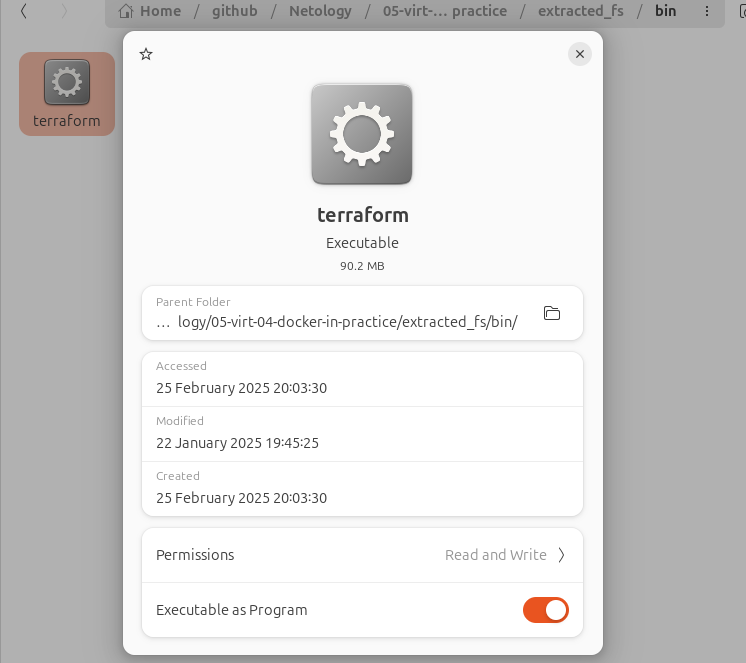 Home / github / Netology / 05-virt-… practice / extracted_fs / bin
terraform
terraform
Executable
90.2 MB
Parent Folder
… logy/05-virt-04-docker-in-practice/extracted_fs/bin/
Accessed
25 February 2025 20:03:30
Modified
22 January 2025 19:45:25
Created
25 February 2025 20:03:30
Permissions Read and Write
Executable as Program